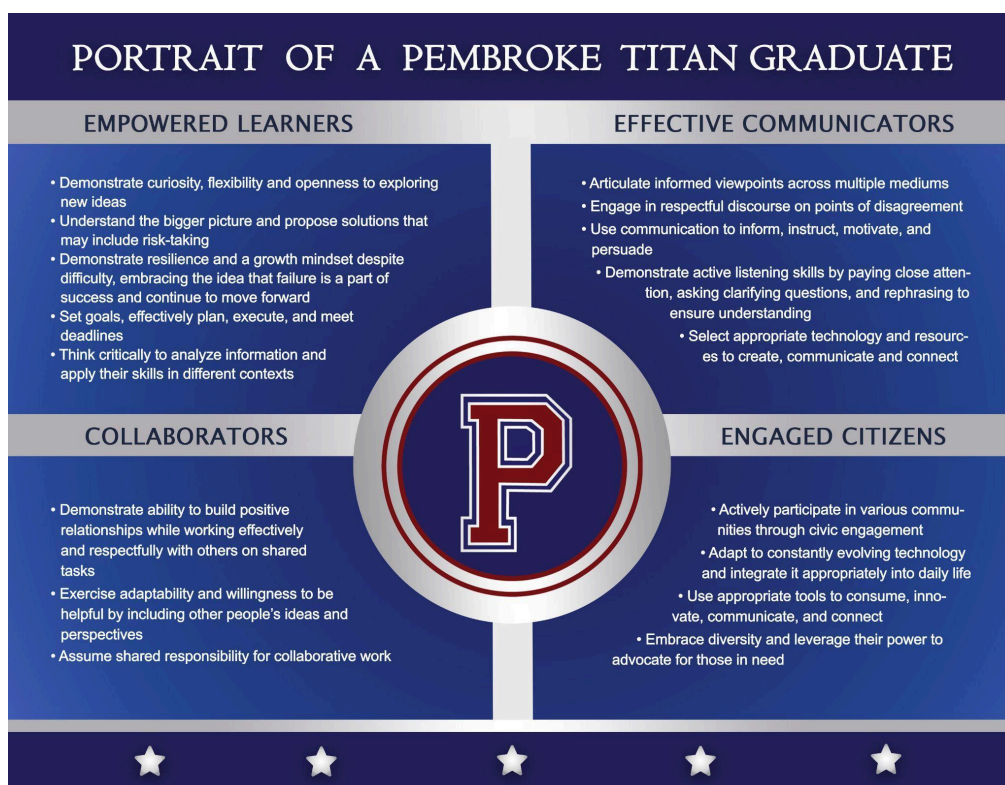 PORTRAIT OF A PEMBROKE TITAN GRADUATE
EMPOWERED LEARNERS
• Demonstrate curiosity, flexibility and openness to exploring
new ideas
• Understand the bigger picture and propose solutions that
may include risk-taking
• Demonstrate resilience and a growth mindset despite
difficulty, embracing the idea that failure is a part of
success and continue to move forward
• Set goals, effectively plan, execute, and meet
deadlines
• Think critically to analyze information and
apply their skills in different contexts
EFFECTIVE COMMUNICATORS
• Articulate informed viewpoints across multiple mediums
• Engage in respectful discourse on points of disagreement
• Use communication to inform, instruct, motivate, and
persuade
• Demonstrate active listening skills by paying close atten-
tion, asking clarifying questions, and rephrasing to
ensure understanding
• Select appropriate technology and resourc-
es to create, communicate and connect
P
COLLABORATORS
• Demonstrate ability to build positive
relationships while working effectively
and respectfully with others on shared
tasks
• Exercise adaptability and willingness to be
helpful by including other people's ideas and
perspectives
• Assume shared responsibility for collaborative work
ENGAGED CITIZENS
• Actively participate in various commu-
nities through civic engagement
• Adapt to constantly evolving technology
and integrate it appropriately into daily life
• Use appropriate tools to consume, inno-
vate, communicate, and connect
• Embrace diversity and leverage their power to
advocate for those in need